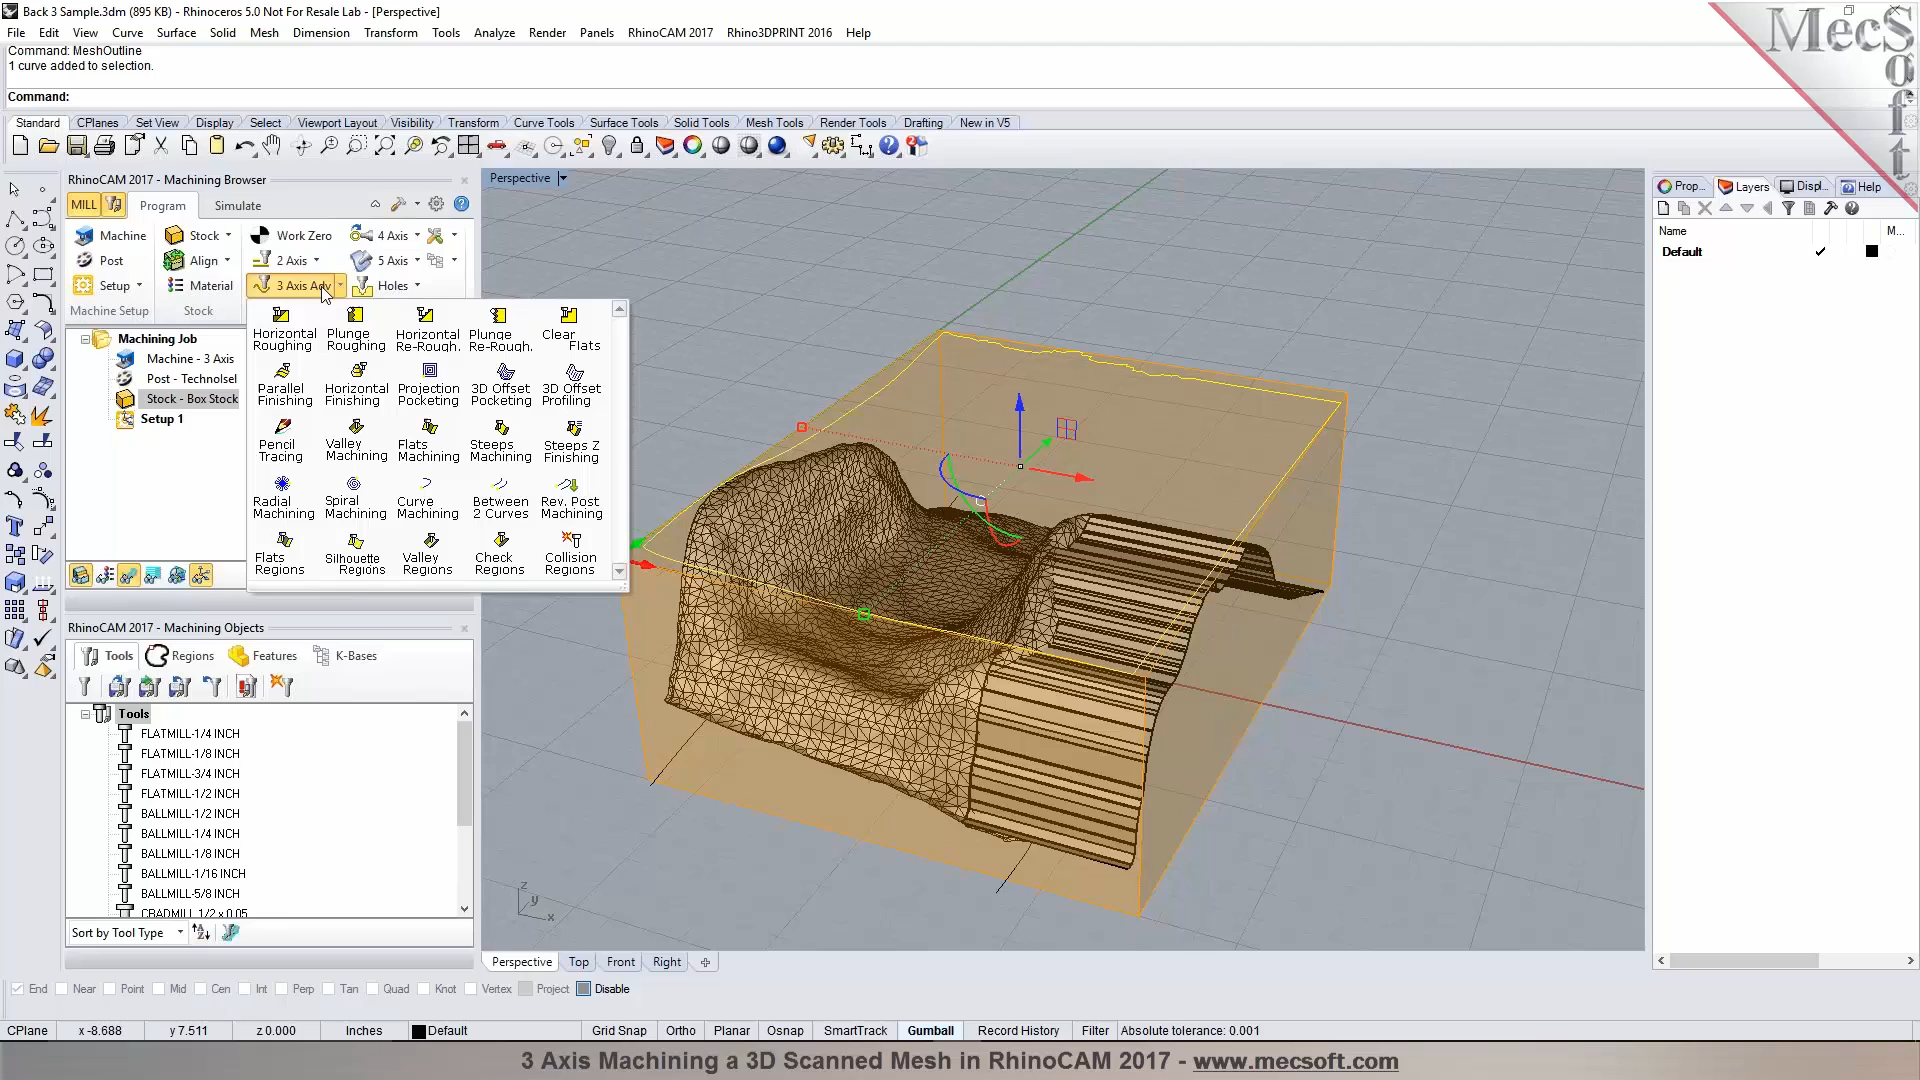 Back 3 Sample.3dm (895 KB) - Rhinoceros 5.0 Not For Resale Lab - [Perspective]
File Edit View Curve Surface Solid Mesh Dimension Transform Tools Analyze Render Panels RhinoCAM 2017 Rhino3DPRINT 2016 Help
Command: MeshOutline
1 curve added to selection.
Command:
MecSoft
Standard CPlanes Set View Display Select Viewport Layout Visibility Transform Curve Tools Surface Tools Solid Tools Mesh Tools Render Tools Drafting New in V5
RhinoCAM 2017 - Machining Browser
MILL Program Simulate
Machine Stock Work Zero 4 Axis
Post Align 2 Axis 5 Axis
Setup Material 3 Axis Adv Holes
Machine Setup Stock
Machining Job
Machine - 3 Axis
Post - Technolsel
Stock - Box Stock
Setup 1
Horizontal Roughing
Plunge Roughing
Horizontal Re-Rough.
Plunge Re-Rough.
Clear Flats
Parallel Finishing
Horizontal Finishing
Projection Pocketing
3D Offset Pocketing
3D Offset Profiling
Pencil Tracing
Valley Machining
Flats Machining
Steeps Machining
Steeps Z Finishing
Radial Machining
Spiral Machining
Curve Machining
Between 2 Curves
Rev. Post Machining
Flats Regions
Silhouette Regions
Valley Regions
Check Regions
Collision Regions
RhinoCAM 2017 - Machining Objects
Tools Regions Features K-Bases
Tools
FLATMILL-1/4 INCH
FLATMILL-1/8 INCH
FLATMILL-3/4 INCH
FLATMILL-1/2 INCH
BALLMILL-1/2 INCH
BALLMILL-1/4 INCH
BALLMILL-1/8 INCH
BALLMILL-1/16 INCH
BALLMILL-5/8 INCH
Sort by Tool Type
Perspective
z
y
x
Perspective Top Front Right
Prop... Layers Displ... Help
Name M...
Default
End Near Point Mid Cen Int Perp Tan Quad Knot Vertex Project Disable
CPlane x -8.688 y 7.511 z 0.000 Inches Default Grid Snap Ortho Planar Osnap SmartTrack Gumball Record History Filter Absolute tolerance: 0.001
3 Axis Machining a 3D Scanned Mesh in RhinoCAM 2017 - www.mecsoft.com